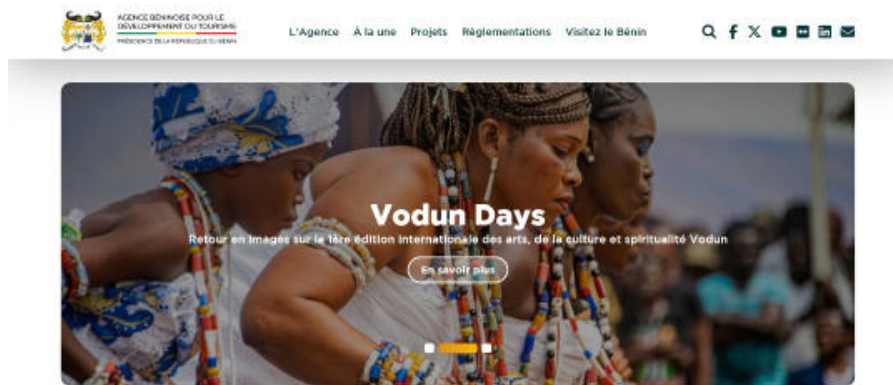 AGENCE BÉNINOISE POUR LE
DÉVELOPPEMENT DU TOURISME
PRÉSIDENCE DE LA RÉPUBLIQUE DU BÉNIN
L'Agence À la une Projets Règlementations Visitez le Bénin
Vodun Days
Retour en images sur la 1ère édition internationale des arts, de la culture et spiritualité Vodun
En savoir plus